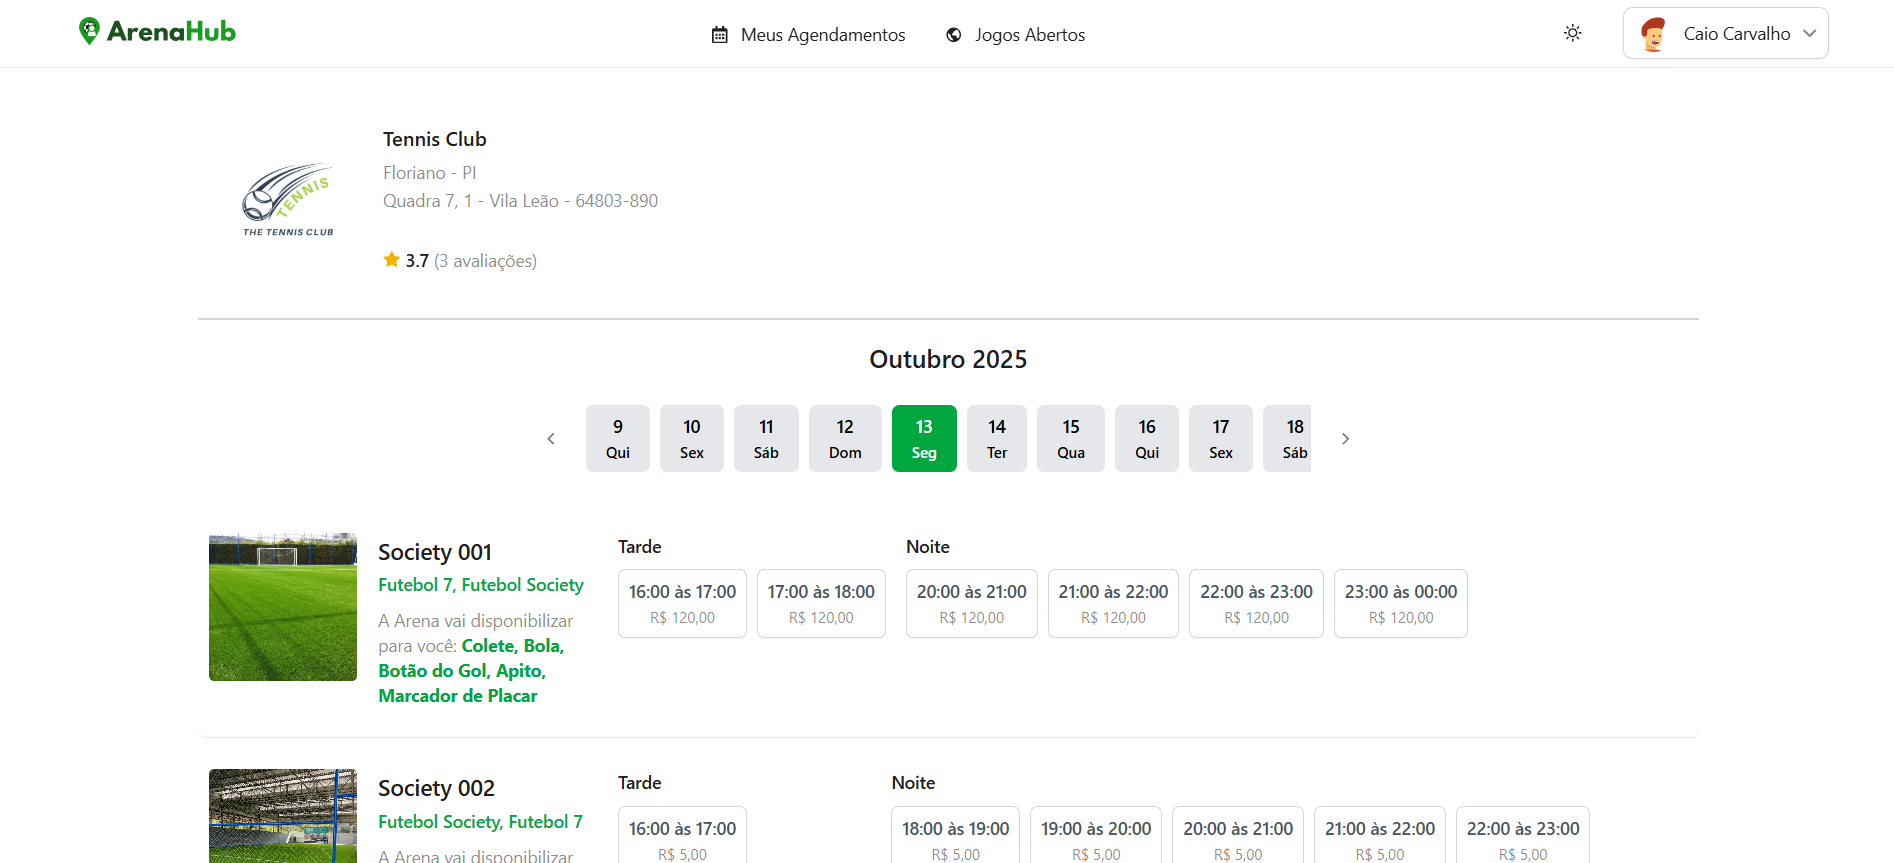 ArenaHub
Meus Agendamentos
Jogos Abertos
Caio Carvalho
TENNIS
THE TENNIS CLUB
Tennis Club
Floriano - PI
Quadra 7, 1 - Vila Leão - 64803-890
3.7 (3 avaliações)
Outubro 2025
9 Qui
10 Sex
11 Sáb
12 Dom
13 Seg
14 Ter
15 Qua
16 Qui
17 Sex
18 Sáb
Society 001
Futebol 7, Futebol Society
A Arena vai disponibilizar
para você: Colete, Bola,
Botão do Gol, Apito,
Marcador de Placar
Tarde
16:00 às 17:00
R$ 120,00
17:00 às 18:00
R$ 120,00
Noite
20:00 às 21:00
R$ 120,00
21:00 às 22:00
R$ 120,00
22:00 às 23:00
R$ 120,00
23:00 às 00:00
R$ 120,00
Society 002
Futebol Society, Futebol 7
A Arena vai disponibilizar
Tarde
16:00 às 17:00
R$ 5,00
Noite
18:00 às 19:00
R$ 5,00
19:00 às 20:00
R$ 5,00
20:00 às 21:00
R$ 5,00
21:00 às 22:00
R$ 5,00
22:00 às 23:00
R$ 5,00